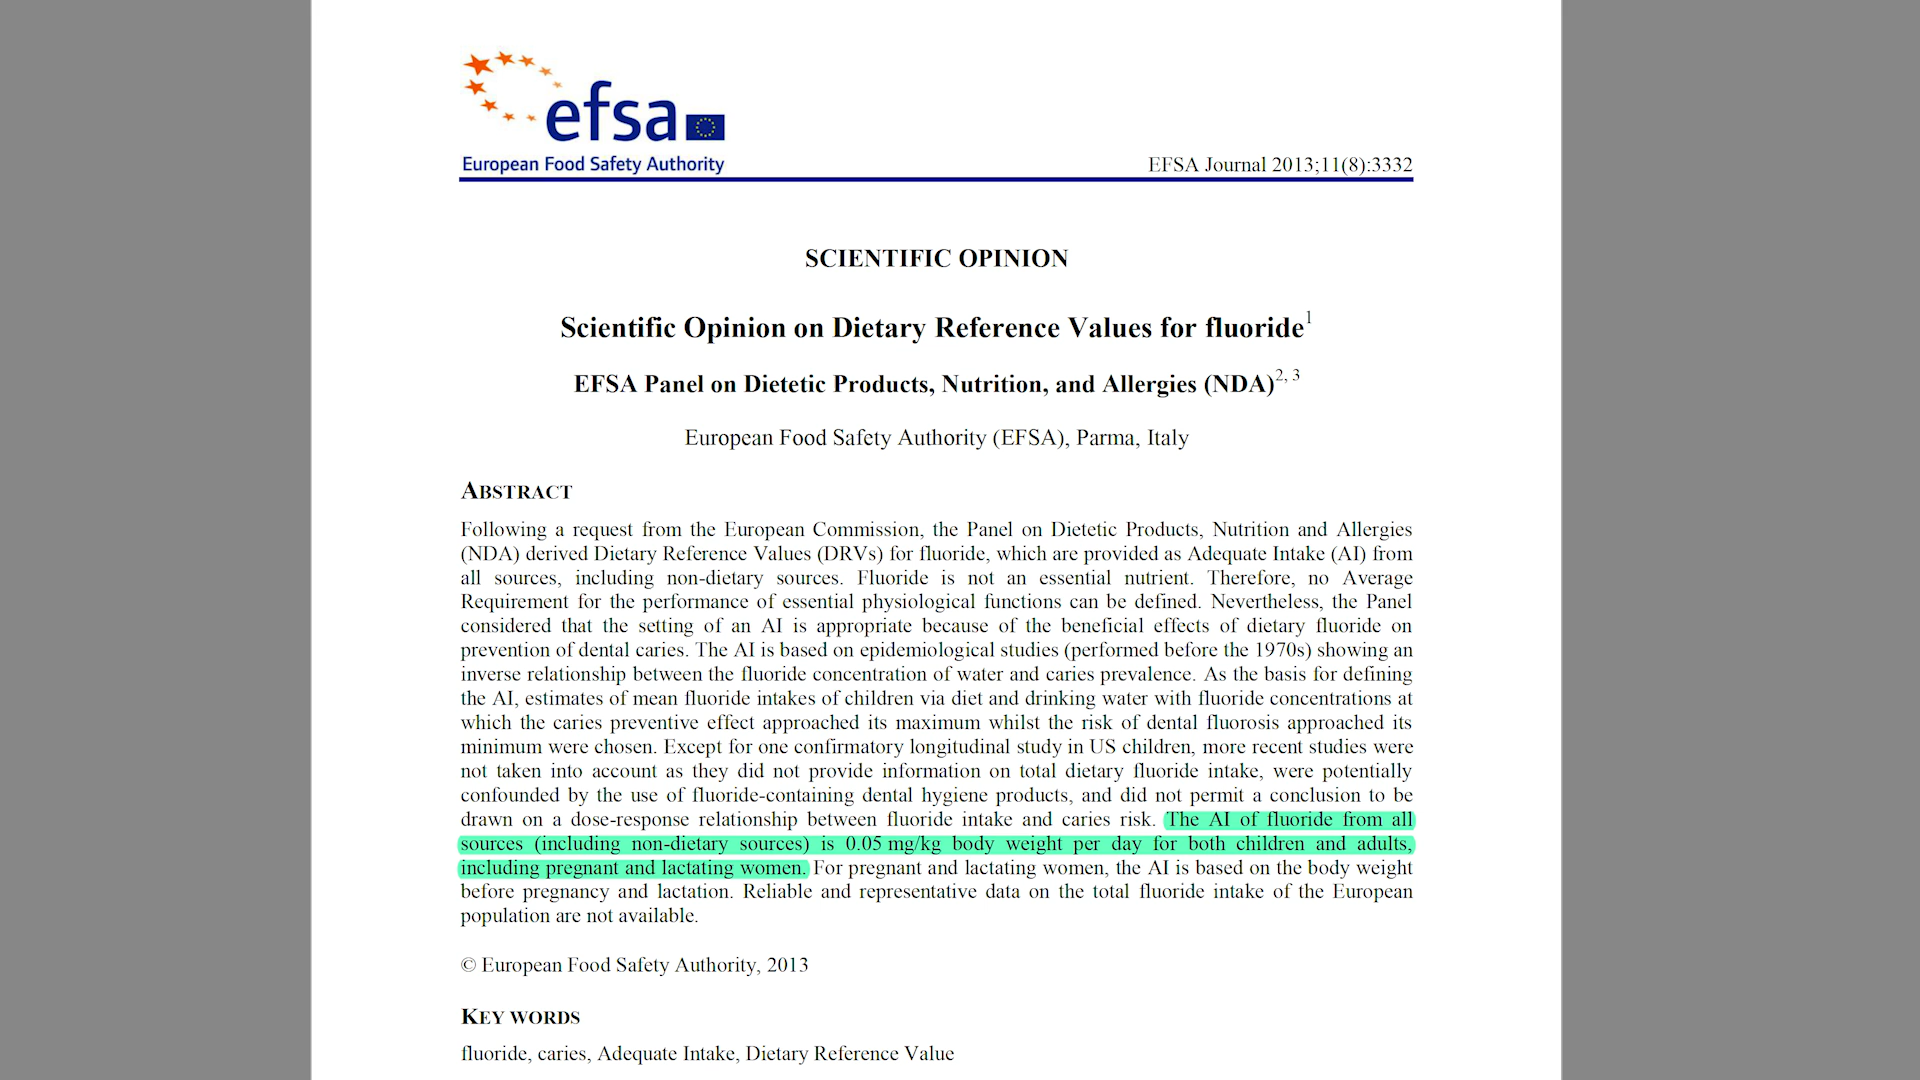 efsa
European Food Safety Authority
EFSA Journal 2013;11(8):3332
SCIENTIFIC OPINION
Scientific Opinion on Dietary Reference Values for fluoride1
EFSA Panel on Dietetic Products, Nutrition, and Allergies (NDA)2, 3
European Food Safety Authority (EFSA), Parma, Italy
ABSTRACT
Following a request from the European Commission, the Panel on Dietetic Products, Nutrition and Allergies
(NDA) derived Dietary Reference Values (DRVs) for fluoride, which are provided as Adequate Intake (AI) from
all sources, including non-dietary sources. Fluoride is not an essential nutrient. Therefore, no Average
Requirement for the performance of essential physiological functions can be defined. Nevertheless, the Panel
considered that the setting of an AI is appropriate because of the beneficial effects of dietary fluoride on
prevention of dental caries. The AI is based on epidemiological studies (performed before the 1970s) showing an
inverse relationship between the fluoride concentration of water and caries prevalence. As the basis for defining
the AI, estimates of mean fluoride intakes of children via diet and drinking water with fluoride concentrations at
which the caries preventive effect approached its maximum whilst the risk of dental fluorosis approached its
minimum were chosen. Except for one confirmatory longitudinal study in US children, more recent studies were
not taken into account as they did not provide information on total dietary fluoride intake, were potentially
confounded by the use of fluoride-containing dental hygiene products, and did not permit a conclusion to be
drawn on a dose-response relationship between fluoride intake and caries risk. The AI of fluoride from all
sources (including non-dietary sources) is 0.05 mg/kg body weight per day for both children and adults,
including pregnant and lactating women. For pregnant and lactating women, the AI is based on the body weight
before pregnancy and lactation. Reliable and representative data on the total fluoride intake of the European
population are not available.
© European Food Safety Authority, 2013
KEY WORDS
fluoride, caries, Adequate Intake, Dietary Reference Value